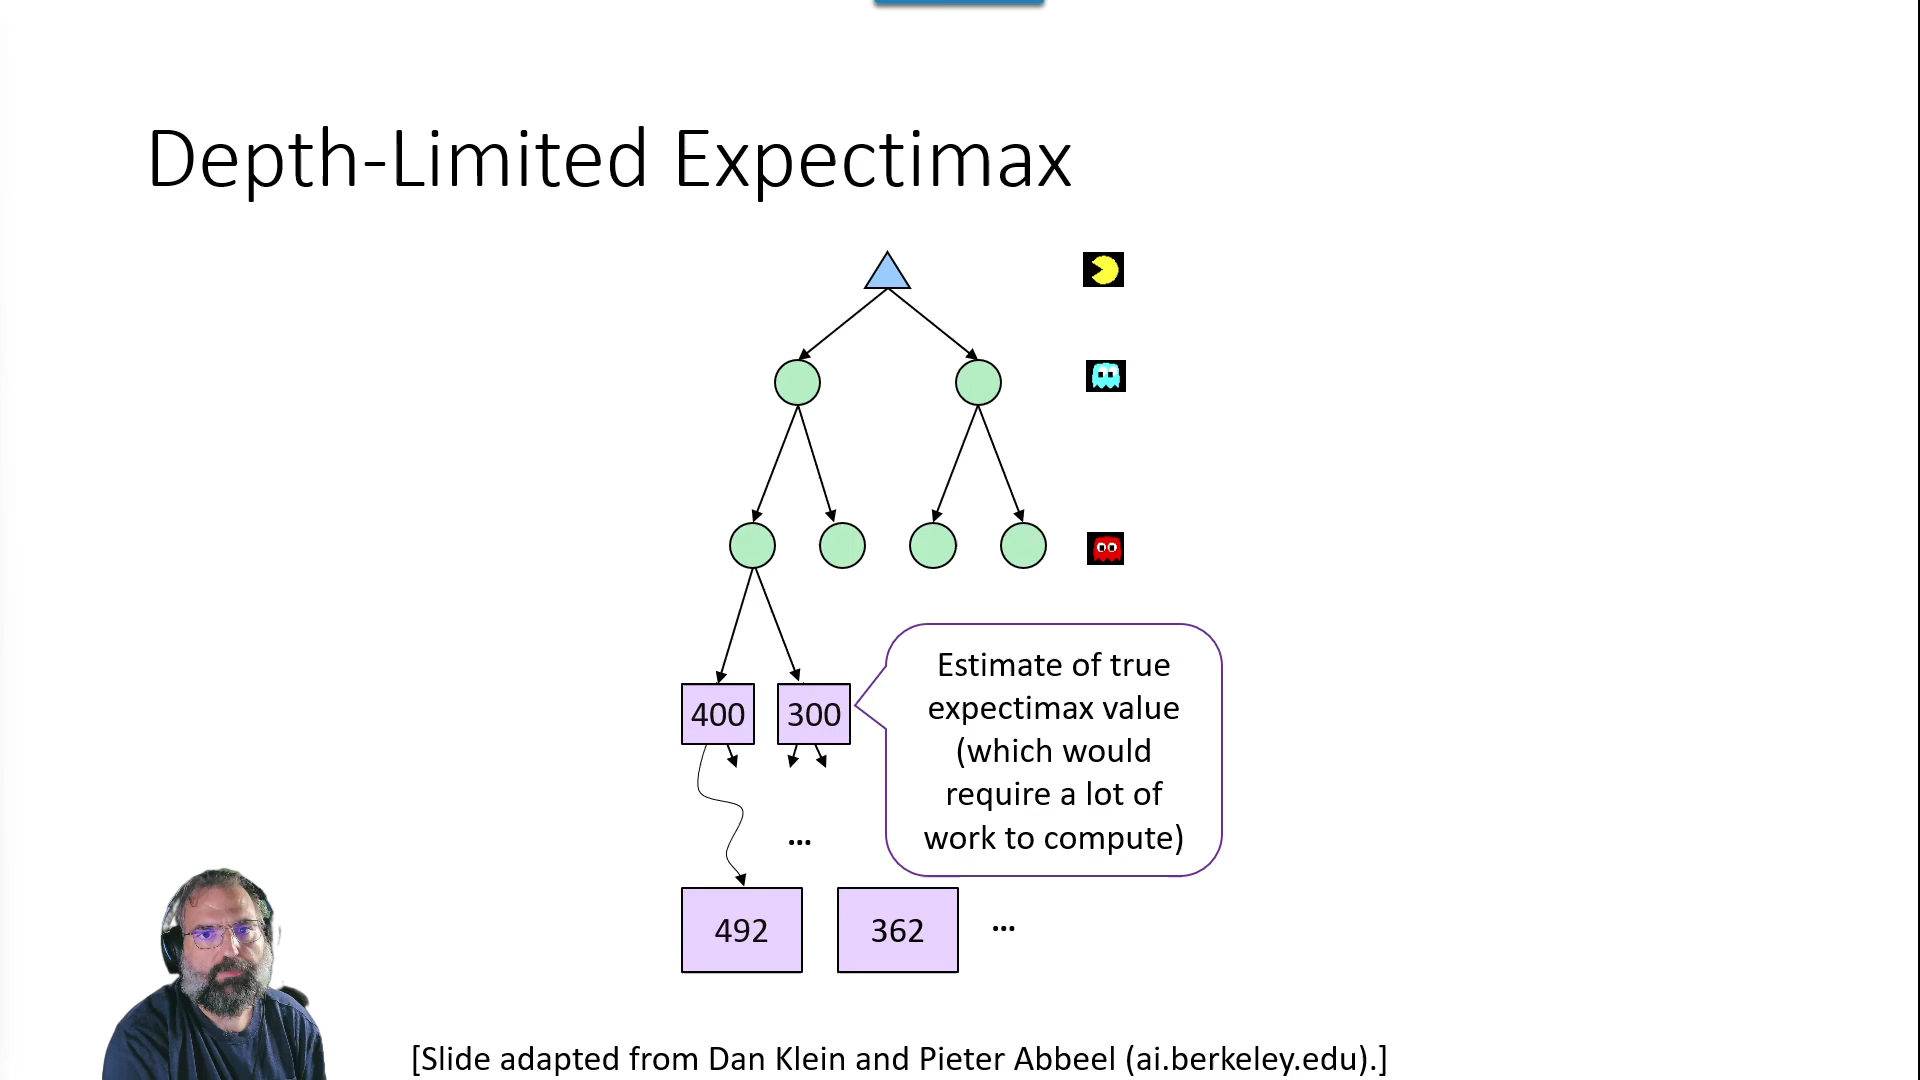 Depth-Limited Expectimax
400
300
Estimate of true
expectimax value
(which would
require a lot of
work to compute)
...
492
362
...
[Slide adapted from Dan Klein and Pieter Abbeel (ai.berkeley.edu).]